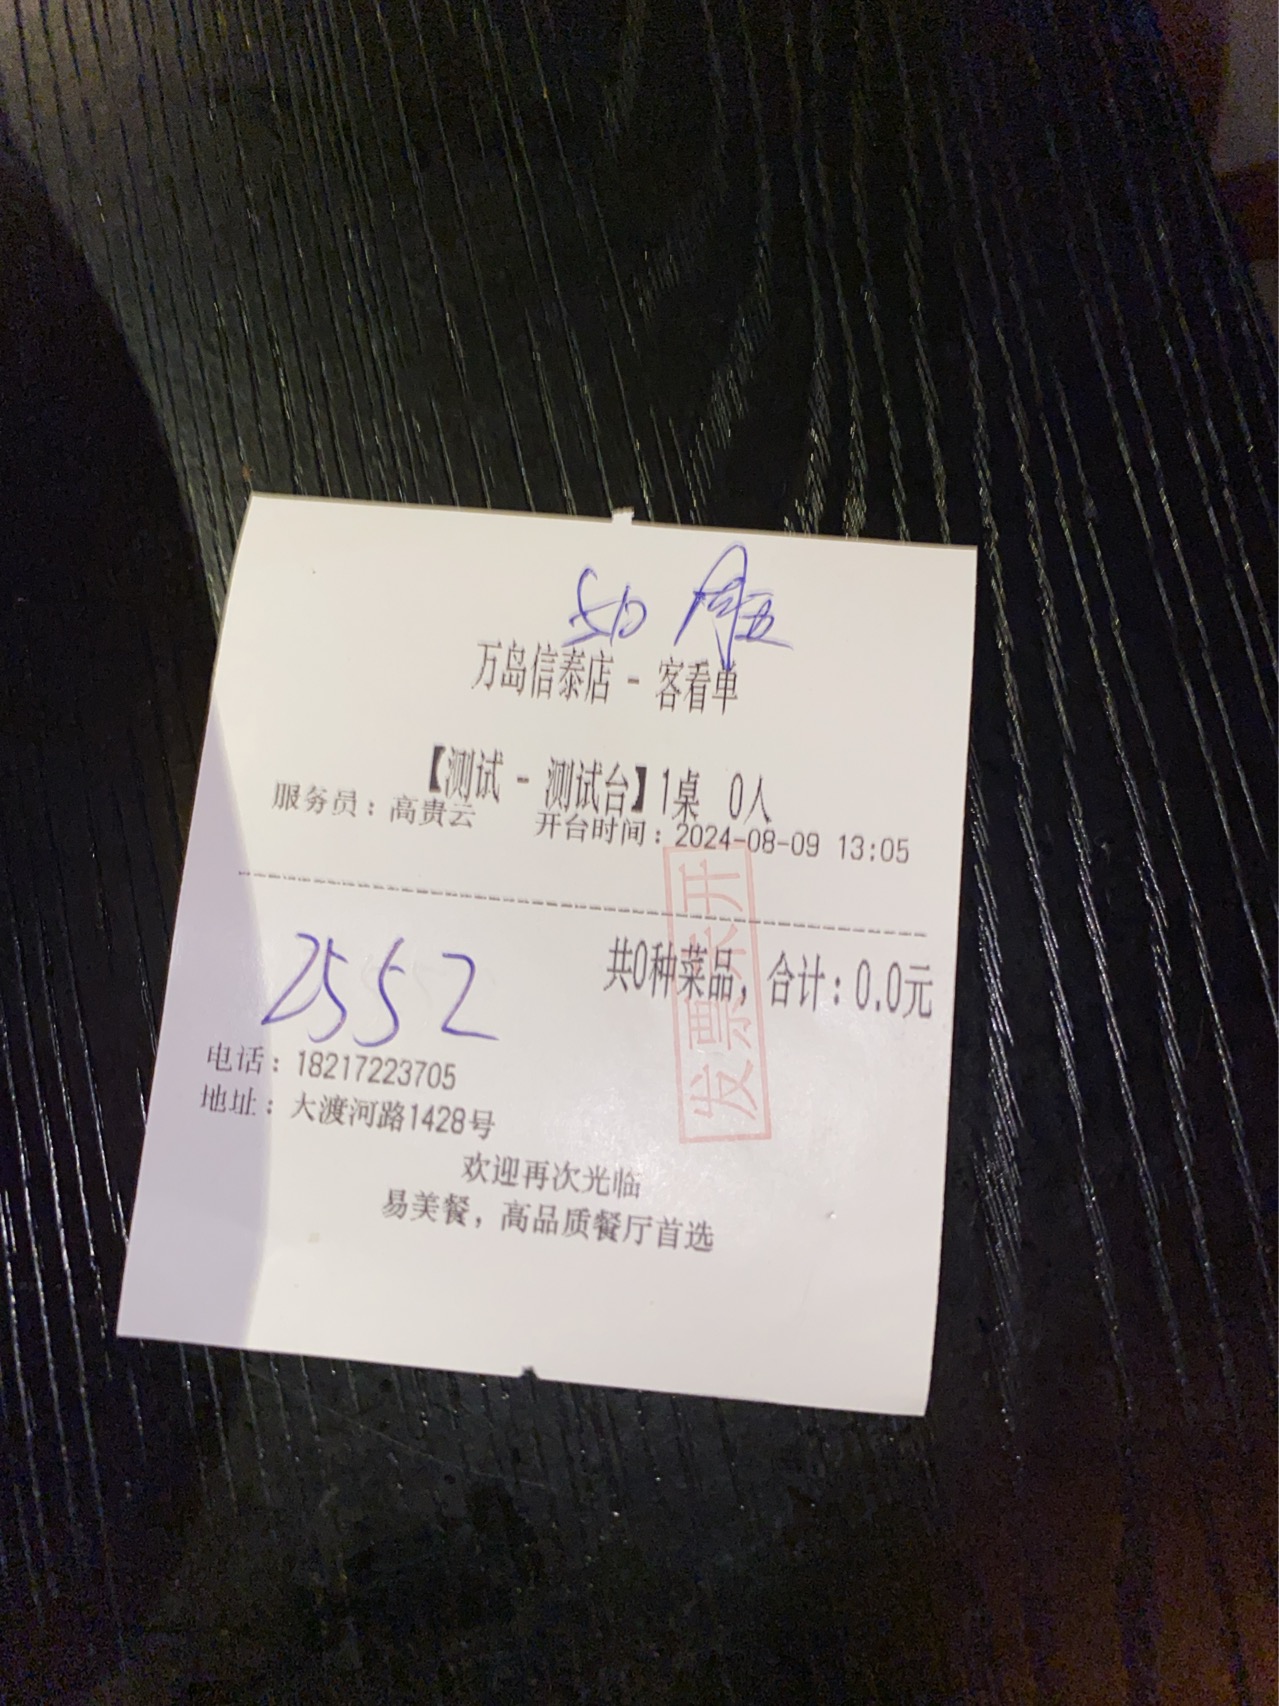 50 周五
万岛信泰店 - 客看单
【测试 - 测试台】1桌 0人
服务员：高贵云 开台时间：2024-08-09 13:05
共0种菜品，合计：0.0元
2552
发票未开
电话：18217223705
地址：大渡河路1428号
欢迎再次光临
易美餐，高品质餐厅首选